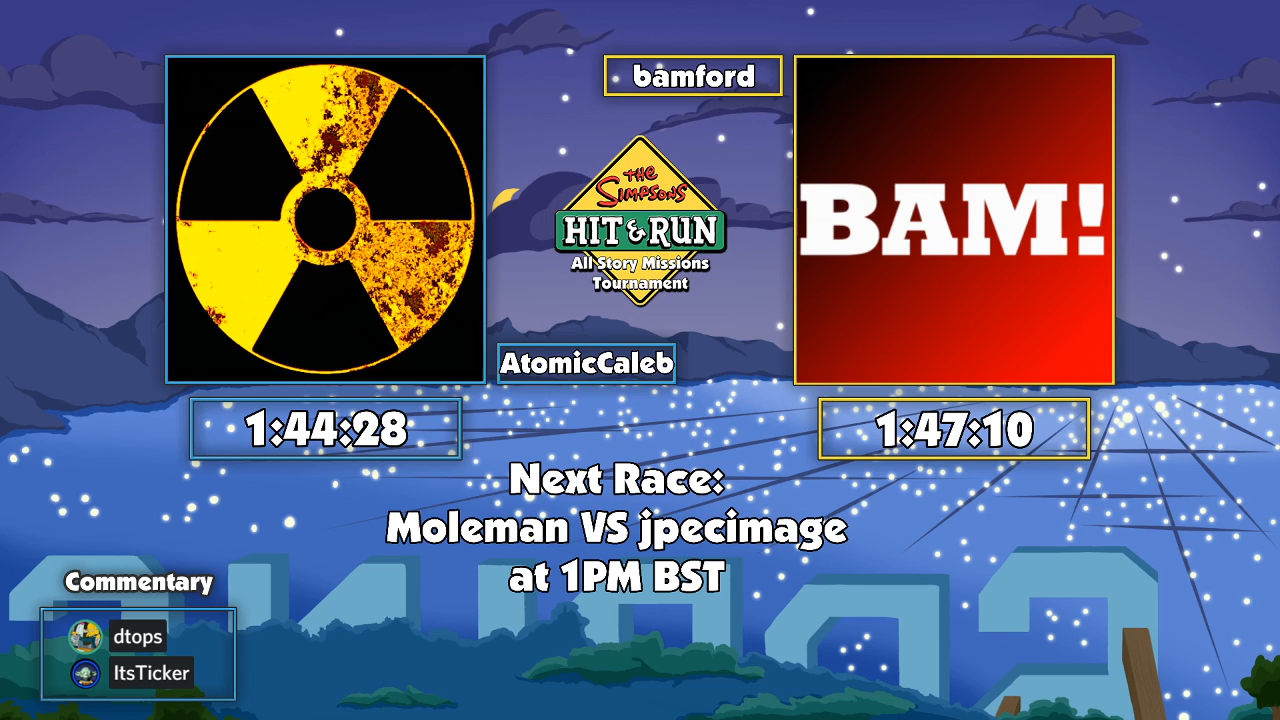 bamford
THE
SIMPSONS
HIT & RUN
All Story Missions
Tournament
BAM!
AtomicCaleb
1:44:28
1:47:10
Next Race:
Moleman VS jpecimage
at 1PM BST
Commentary
dtops
ItsTicker